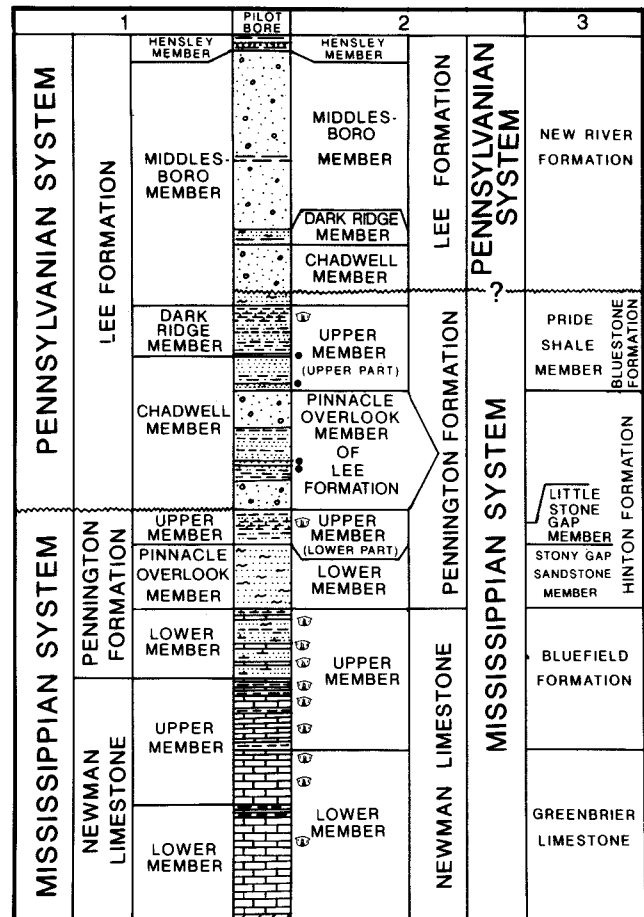 1
PILOT
BORE
2
3
PENNSYLVANIAN SYSTEM
LEE FORMATION
HENSLEY
MEMBER
MIDDLES-
BORO
MEMBER
DARK
RIDGE
MEMBER
CHADWELL
MEMBER
MISSISSIPPIAN SYSTEM
PENNINGTON
FORMATION
UPPER
MEMBER
PINNACLE
OVERLOOK
MEMBER
LOWER
MEMBER
NEWMAN
LIMESTONE
UPPER
MEMBER
LOWER
MEMBER
HENSLEY
MEMBER
MIDDLES-
BORO
MEMBER
DARK RIDGE
MEMBER
CHADWELL
MEMBER
UPPER
MEMBER
(UPPER PART)
PINNACLE
OVERLOOK
MEMBER
OF
LEE
FORMATION
UPPER
MEMBER
(LOWER PART)
LOWER
MEMBER
UPPER
MEMBER
LOWER
MEMBER
LEE FORMATION
PENNINGTON FORMATION
NEWMAN LIMESTONE
PENNSYLVANIAN
SYSTEM
?
MISSISSIPPIAN SYSTEM
NEW RIVER
FORMATION
PRIDE
SHALE
MEMBER
BLUESTONE
FORMATION
LITTLE
STONE
GAP
MEMBER
STONY GAP
SANDSTONE
MEMBER
HINTON FORMATION
BLUEFIELD
FORMATION
GREENBRIER
LIMESTONE